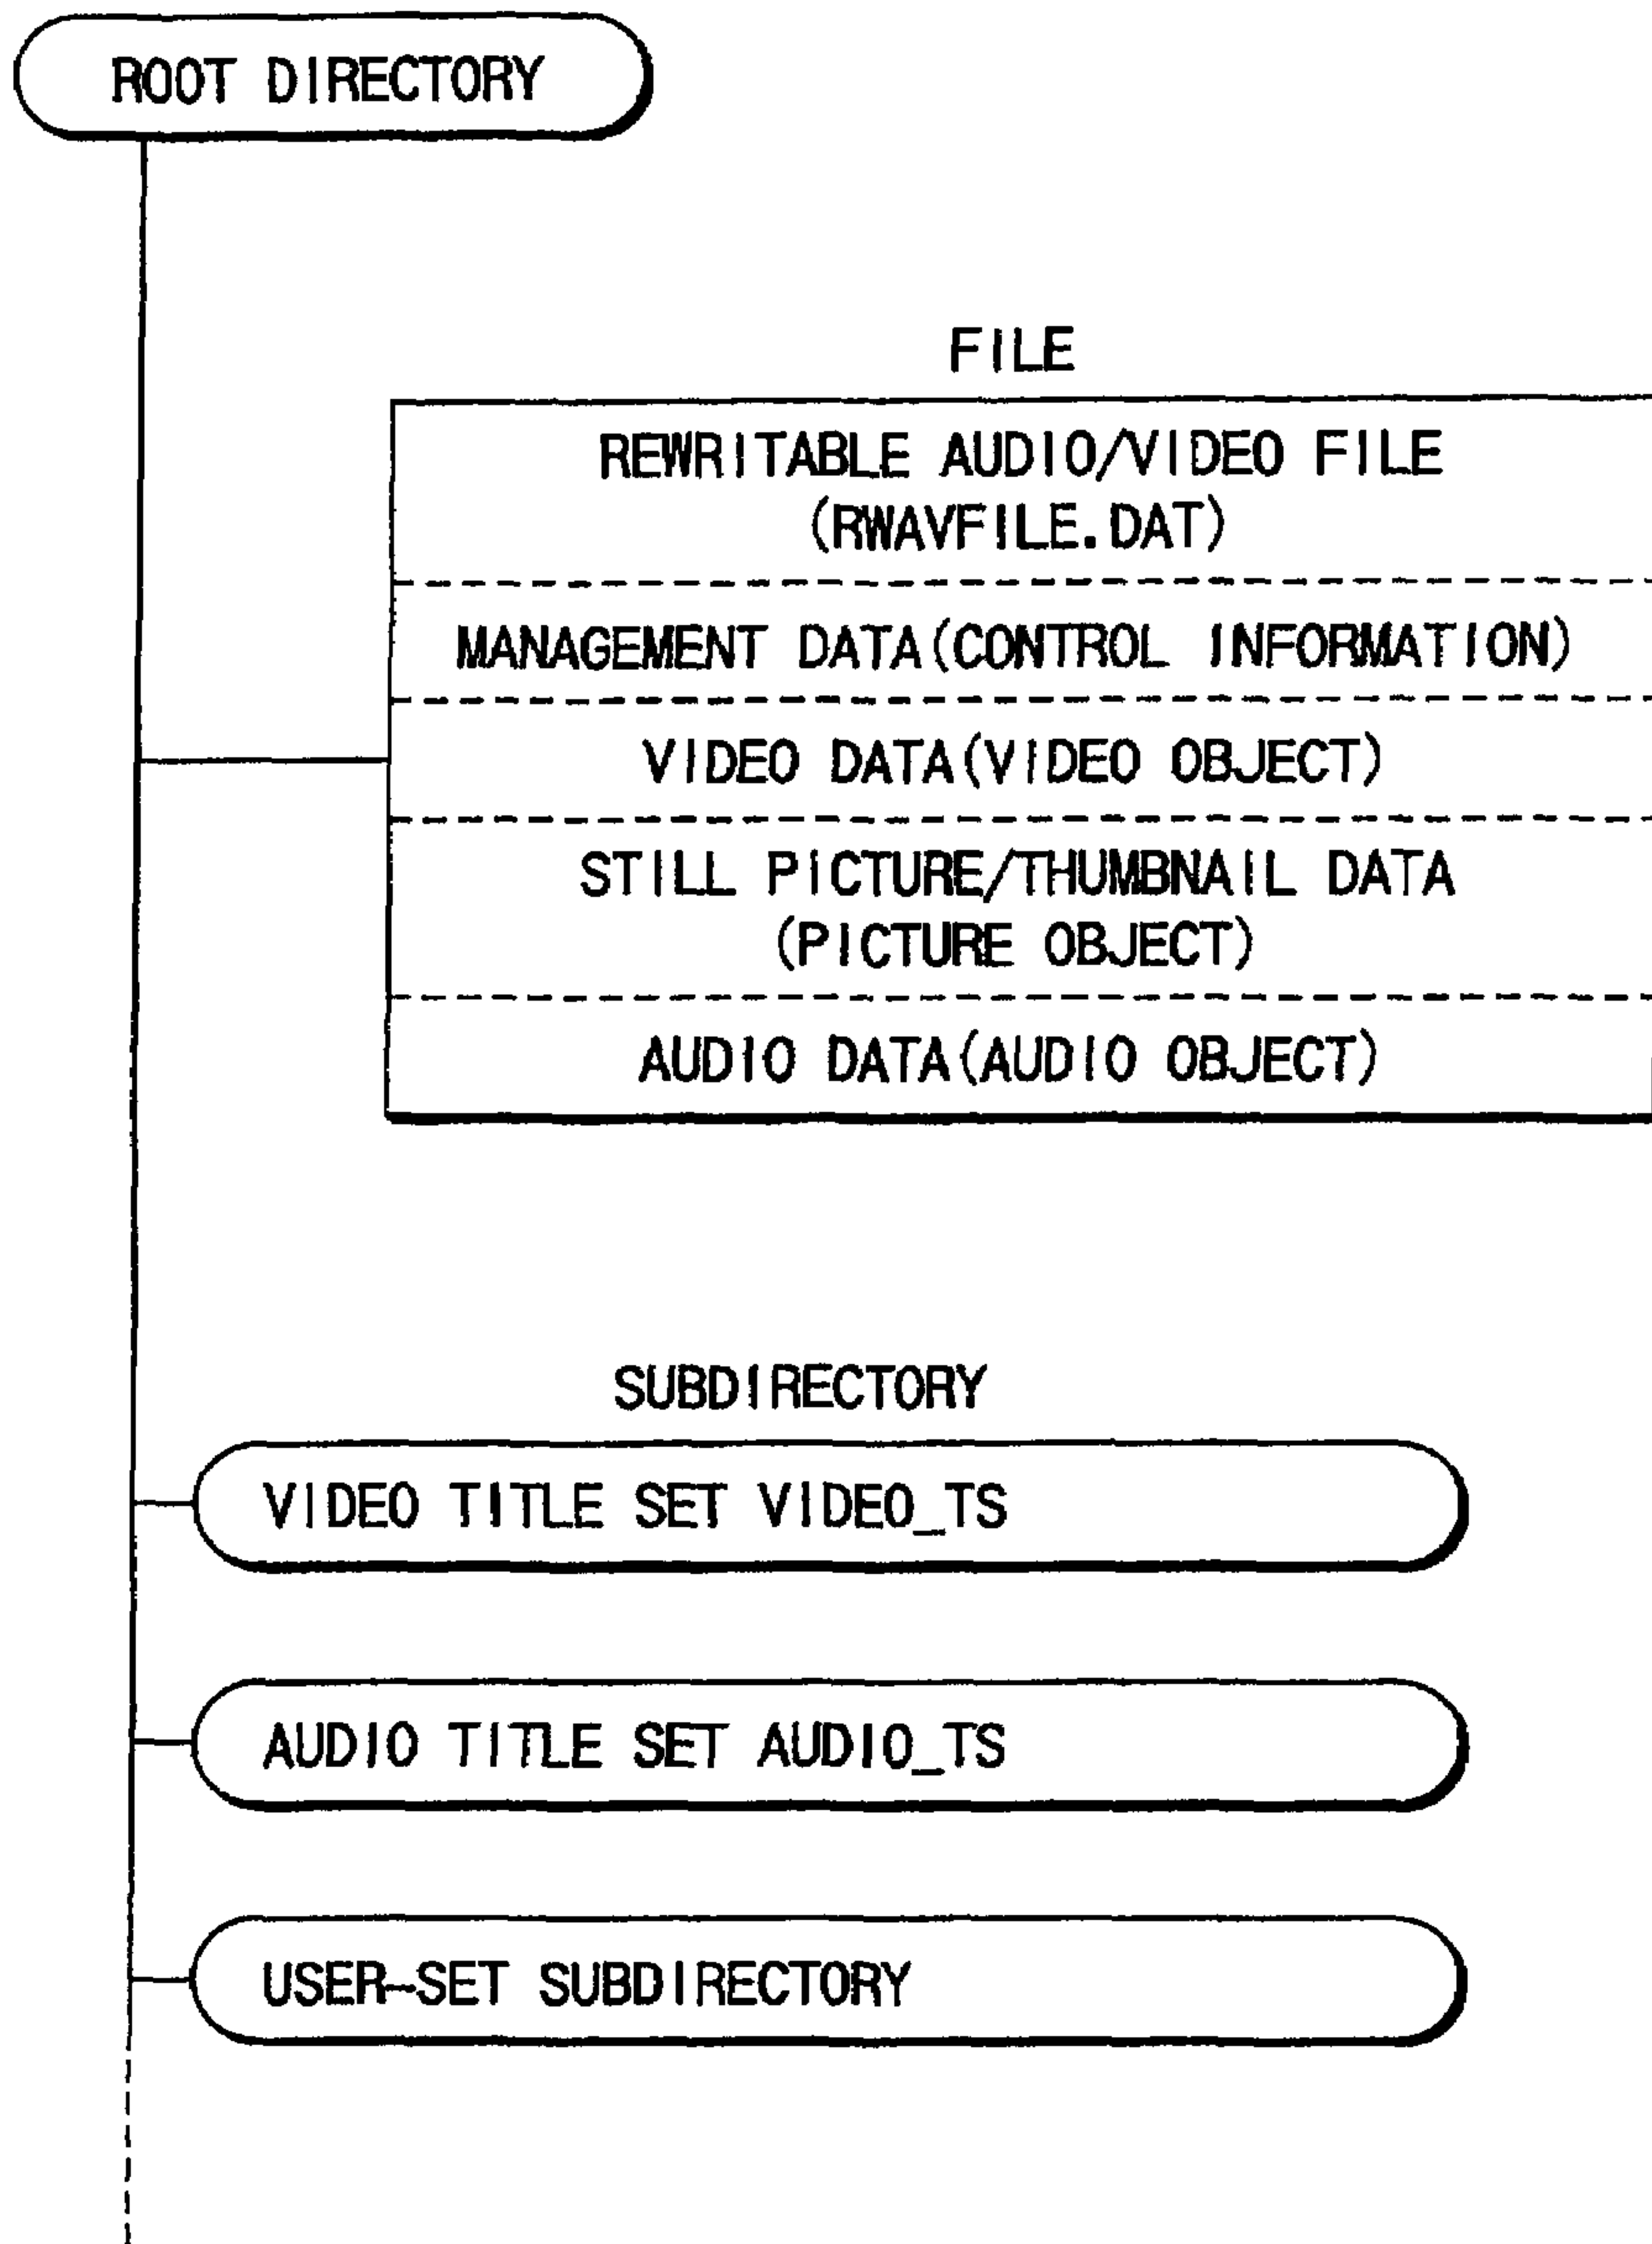 ROOT DIRECTORY
FILE
REWRITABLE AUDIO/VIDEO FILE
(RWAVFILE.DAT)
MANAGEMENT DATA(CONTROL INFORMATION)
VIDEO DATA(VIDEO OBJECT)
STILL PICTURE/THUMBNAIL DATA
(PICTURE OBJECT)
AUDIO DATA(AUDIO OBJECT)
SUBDIRECTORY
VIDEO TITLE SET VIDEO_TS
AUDIO TITLE SET AUDIO_TS
USER-SET SUBDIRECTORY